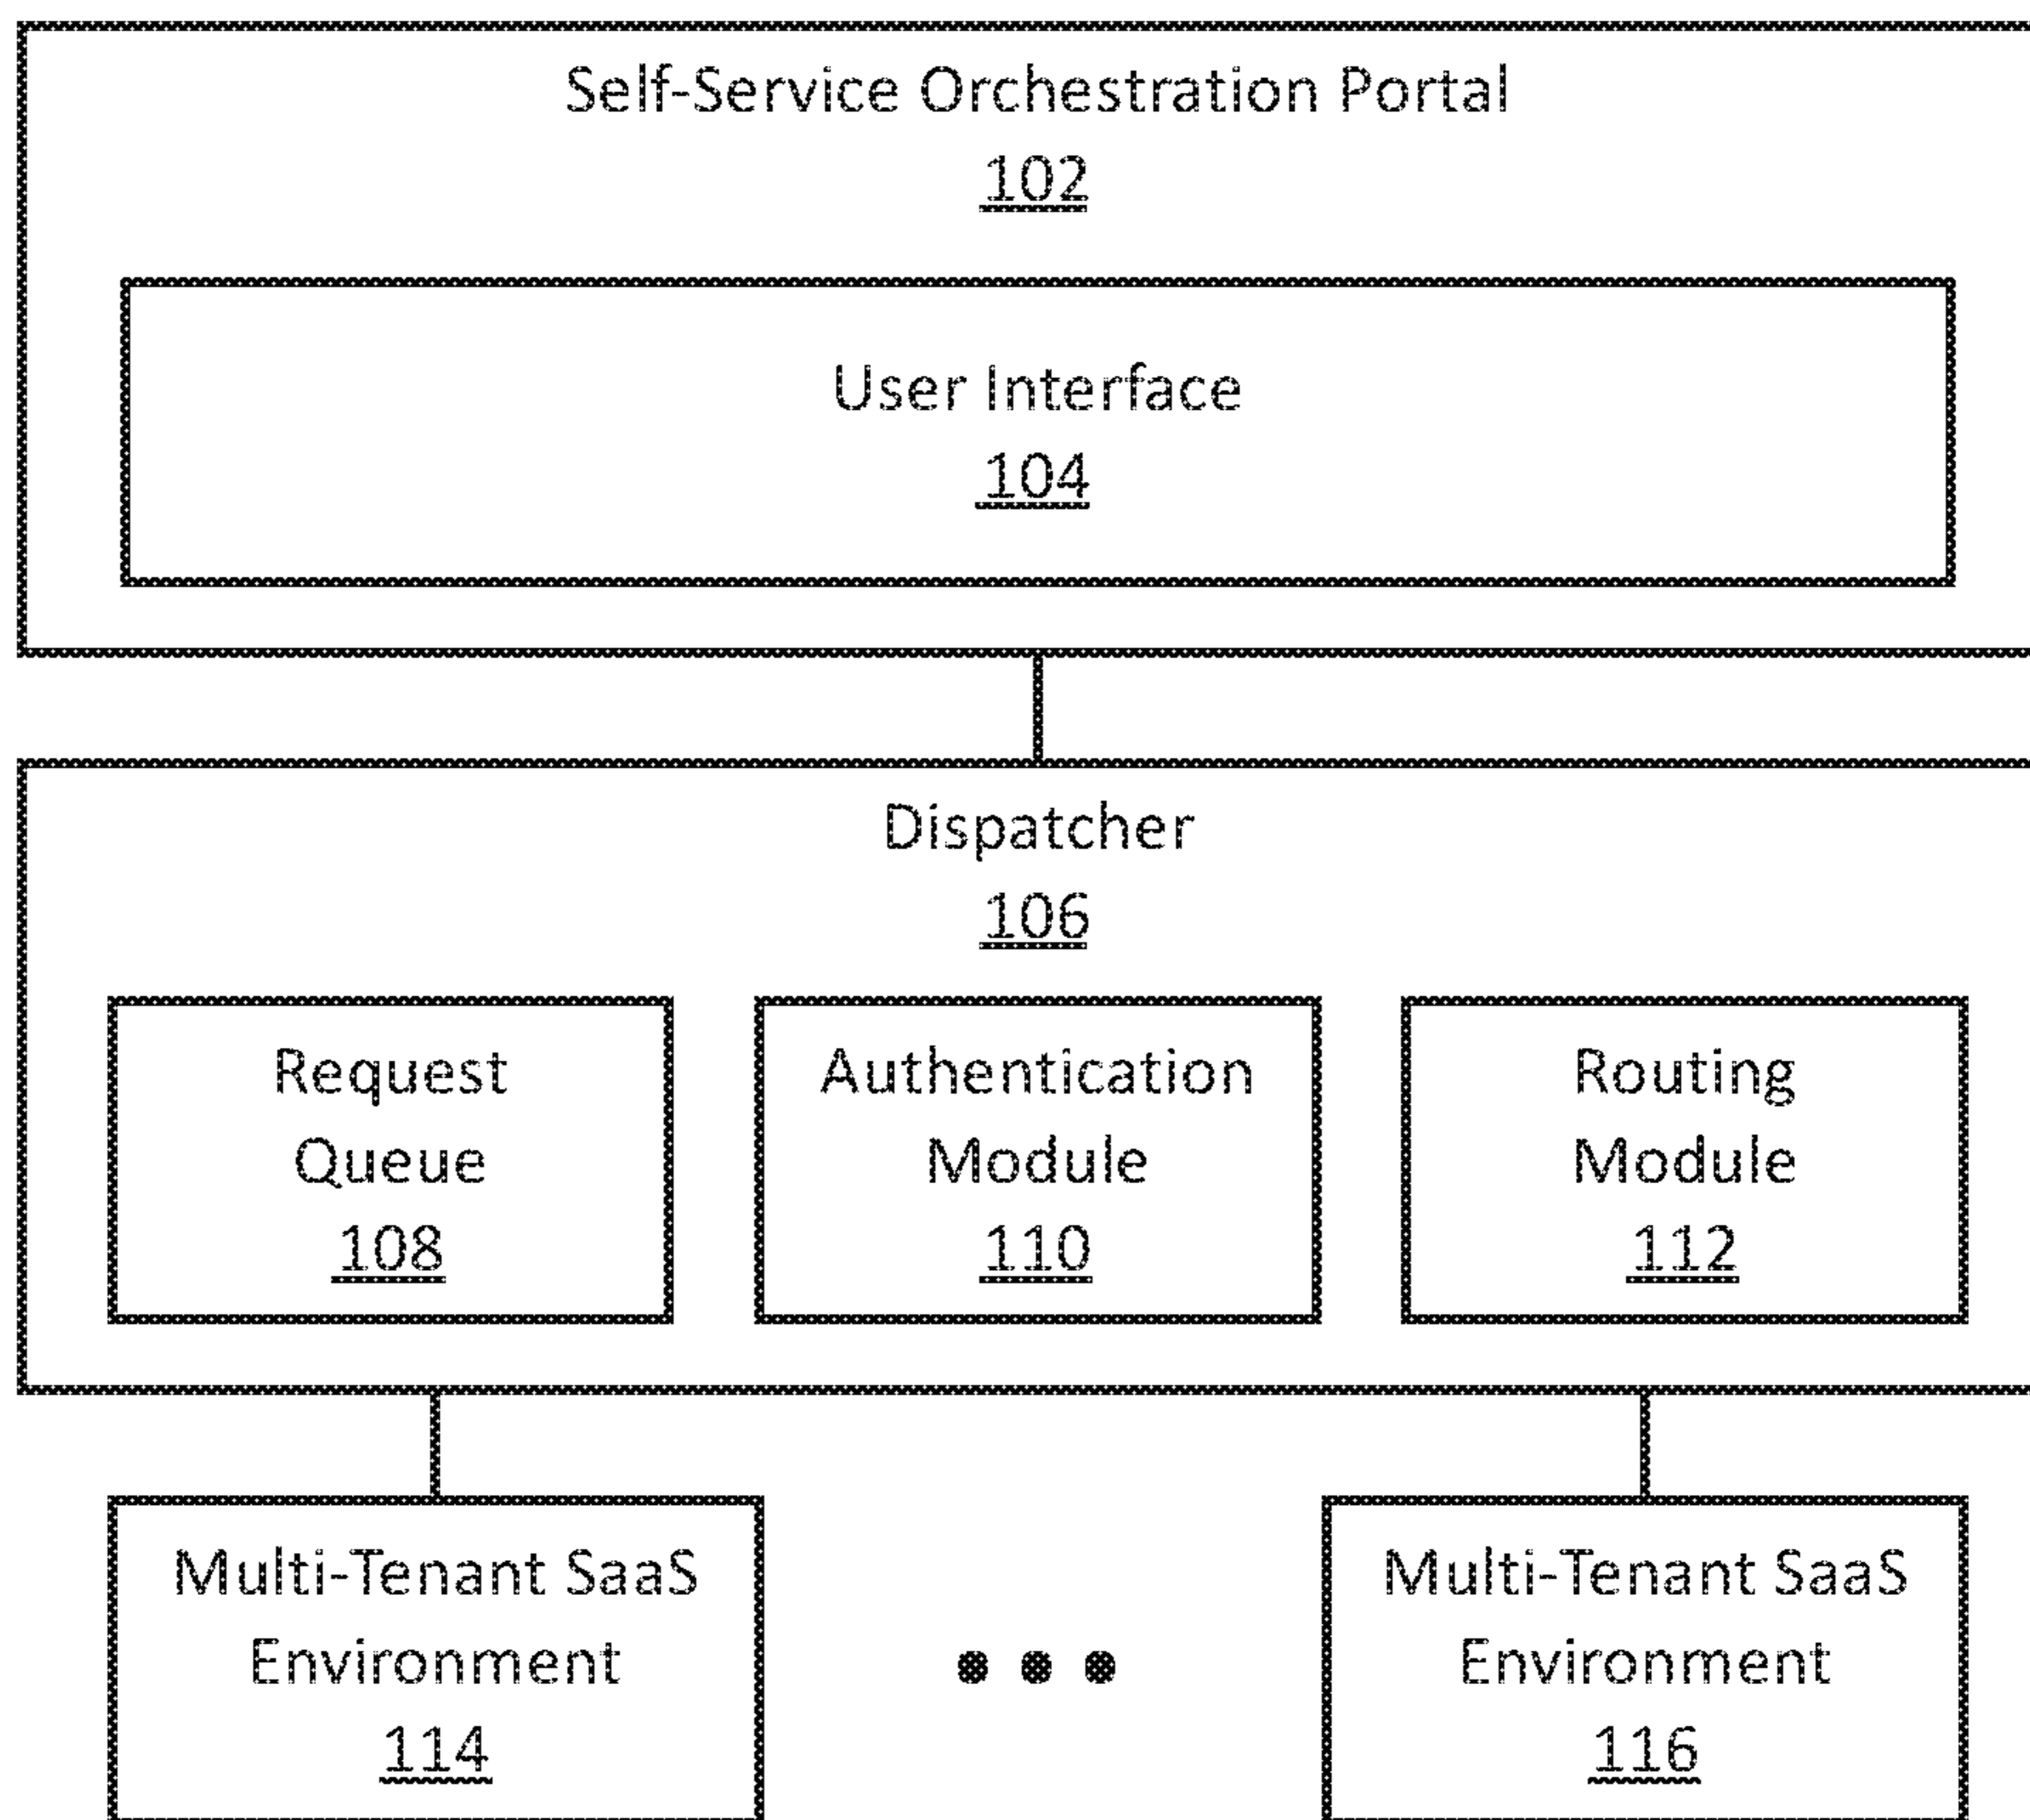 Self-Service Orchestration Portal
102
User Interface
104
Dispatcher
106
Request
Queue
108
Authentication
Module
110
Routing
Module
112
Multi-Tenant SaaS
Environment
114
Multi-Tenant SaaS
Environment
116